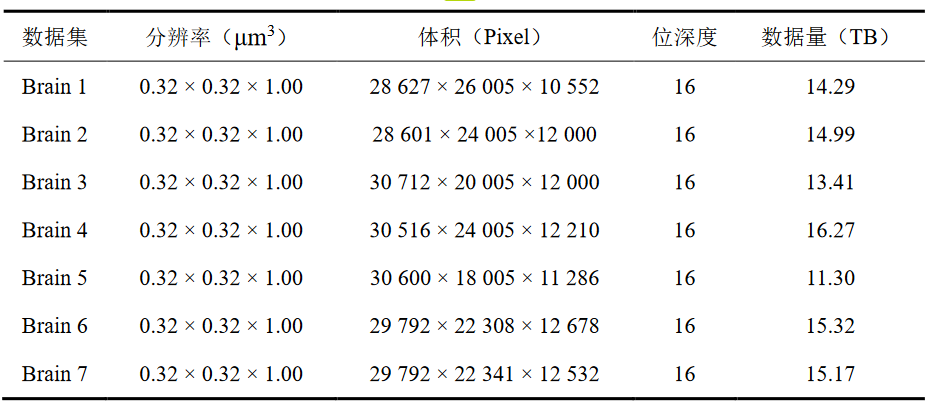 数据集 分辨率（μm³） 体积（Pixel） 位深度 数据量（TB）
Brain 1 0.32 × 0.32 × 1.00 28 627 × 26 005 × 10 552 16 14.29
Brain 2 0.32 × 0.32 × 1.00 28 601 × 24 005 ×12 000 16 14.99
Brain 3 0.32 × 0.32 × 1.00 30 712 × 20 005 × 12 000 16 13.41
Brain 4 0.32 × 0.32 × 1.00 30 516 × 24 005 × 12 210 16 16.27
Brain 5 0.32 × 0.32 × 1.00 30 600 × 18 005 × 11 286 16 11.30
Brain 6 0.32 × 0.32 × 1.00 29 792 × 22 308 × 12 678 16 15.32
Brain 7 0.32 × 0.32 × 1.00 29 792 × 22 341 × 12 532 16 15.17